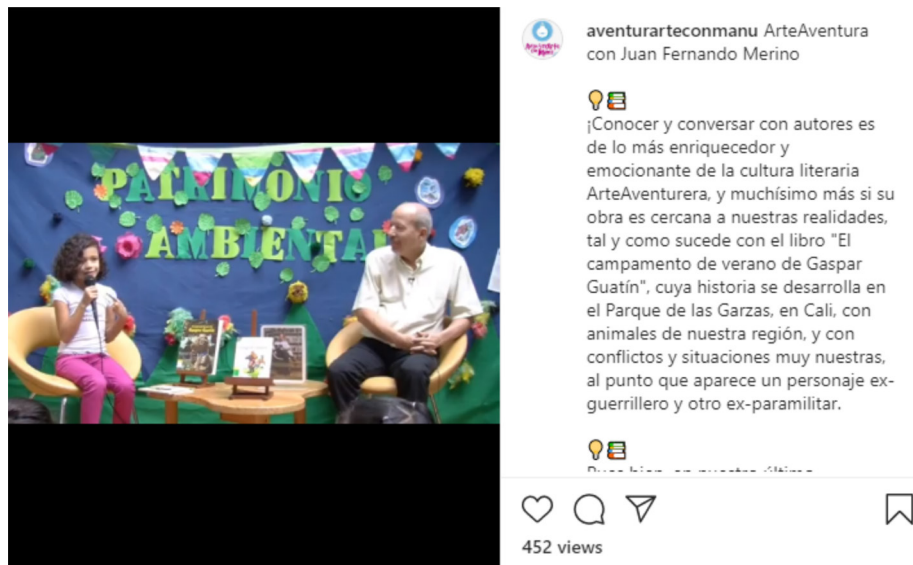 PATRIMONIO
AMBIENTAL
aventurarteconmanu ArteAventura
con Juan Fernando Merino
¡Conocer y conversar con autores es
de lo más enriquecedor y
emocionante de la cultura literaria
ArteAventurera, y muchísimo más si su
obra es cercana a nuestras realidades,
tal y como sucede con el libro "El
campamento de verano de Gaspar
Guatín", cuya historia se desarrolla en
el Parque de las Garzas, en Cali, con
animales de nuestra región, y con
conflictos y situaciones muy nuestras,
al punto que aparece un personaje ex-
guerrillero y otro ex-paramilitar.
452 views